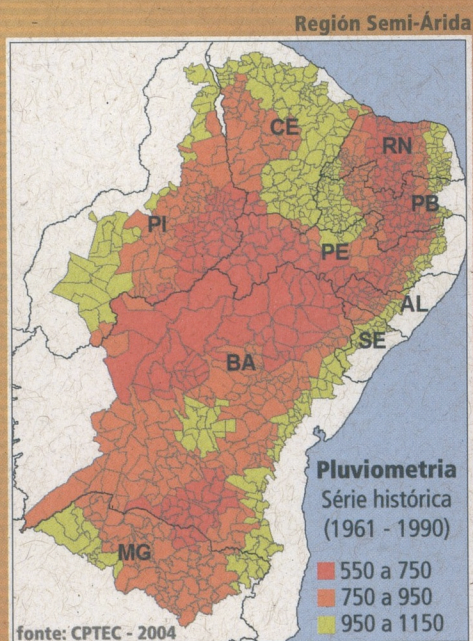 Región Semi-Árida
CE
RN
PB
PI
PE
AL
SE
BA
MG
Pluviometria
Série histórica
(1961 - 1990)
550 a 750
750 a 950
950 a 1150
fonte: CPTEC - 2004